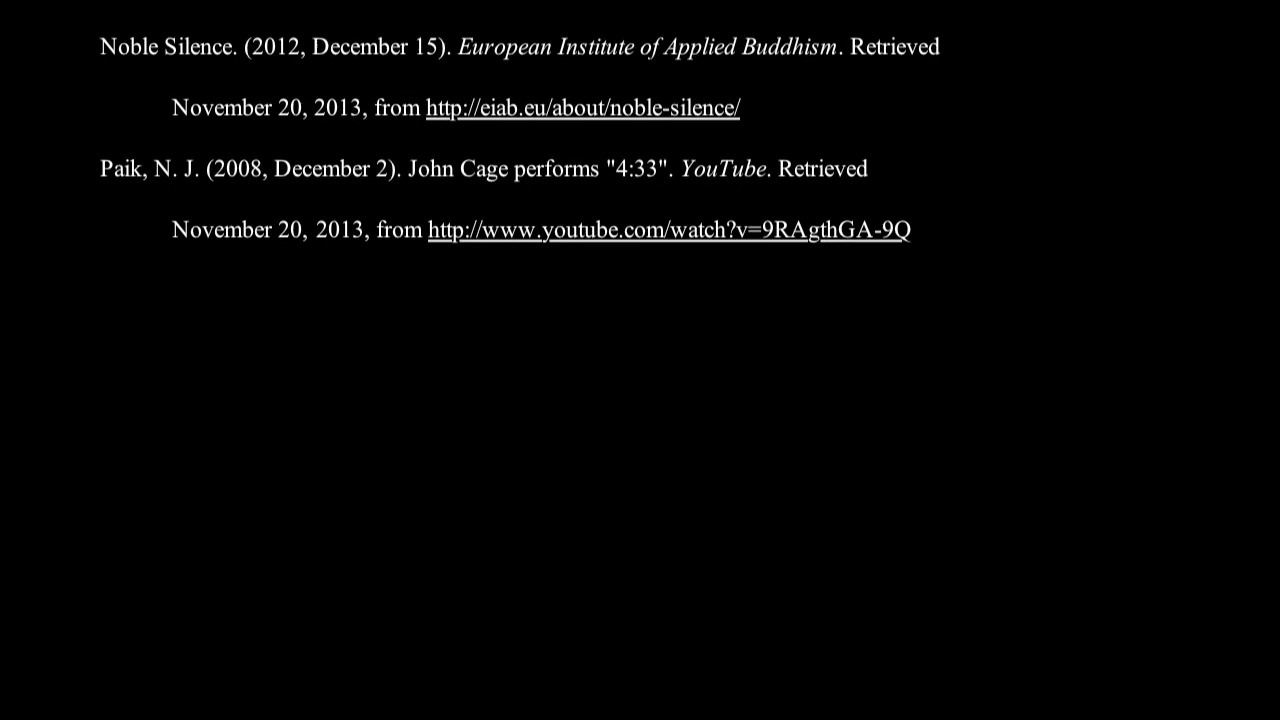 Noble Silence. (2012, December 15). European Institute of Applied Buddhism. Retrieved
November 20, 2013, from http://eiab.eu/about/noble-silence/
Paik, N. J. (2008, December 2). John Cage performs "4:33". YouTube. Retrieved
November 20, 2013, from http://www.youtube.com/watch?v=9RAgthGA-9Q